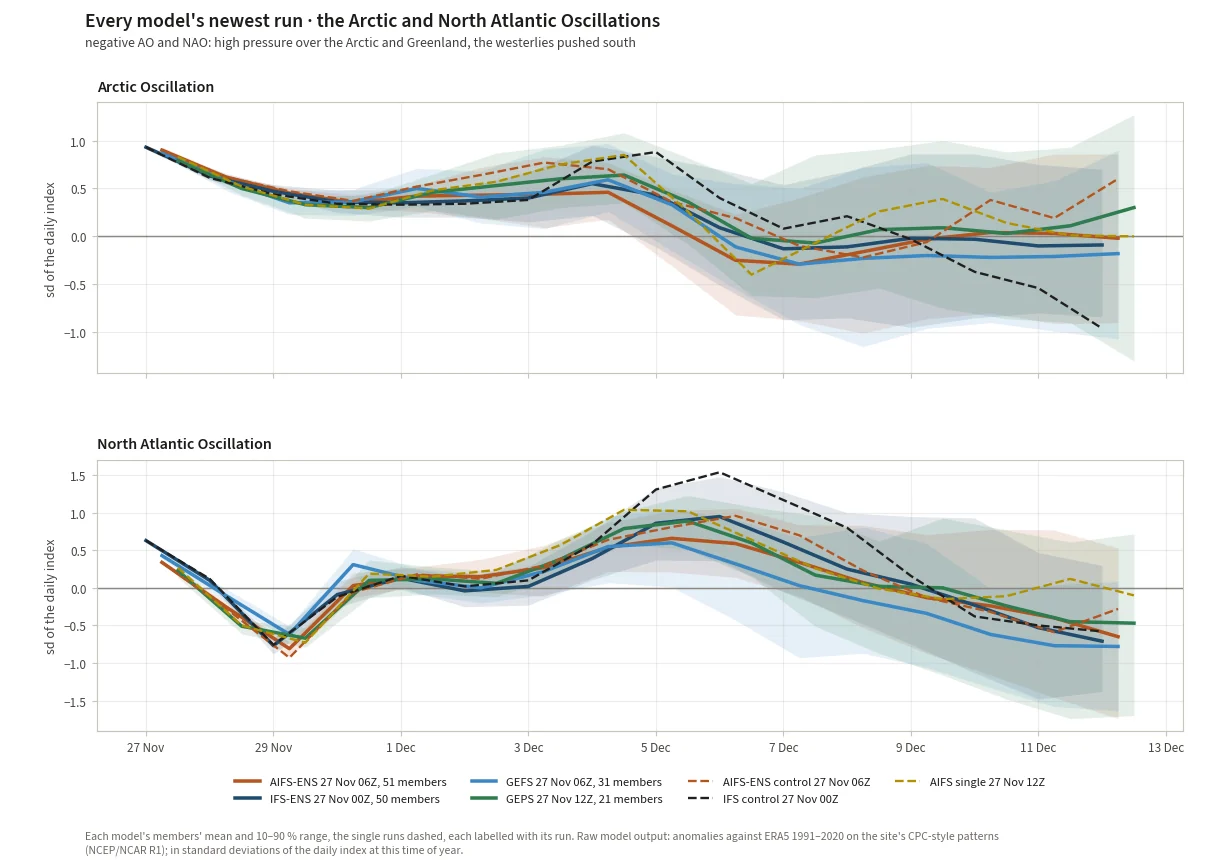 Every model's newest run · the Arctic and North Atlantic Oscillations
negative AO and NAO: high pressure over the Arctic and Greenland, the westerlies pushed south
Arctic Oscillation
sd of the daily index
1.0
0.5
0.0
−0.5
−1.0
North Atlantic Oscillation
sd of the daily index
1.5
1.0
0.5
0.0
−0.5
−1.0
−1.5
27 Nov 29 Nov 1 Dec 3 Dec 5 Dec 7 Dec 9 Dec 11 Dec 13 Dec
AIFS-ENS 27 Nov 06Z, 51 members GEFS 27 Nov 06Z, 31 members AIFS-ENS control 27 Nov 06Z AIFS single 27 Nov 12Z
IFS-ENS 27 Nov 00Z, 50 members GEPS 27 Nov 12Z, 21 members IFS control 27 Nov 00Z
Each model's members' mean and 10–90 % range, the single runs dashed, each labelled with its run. Raw model output: anomalies against ERA5 1991–2020 on the site's CPC-style patterns
(NCEP/NCAR R1); in standard deviations of the daily index at this time of year.